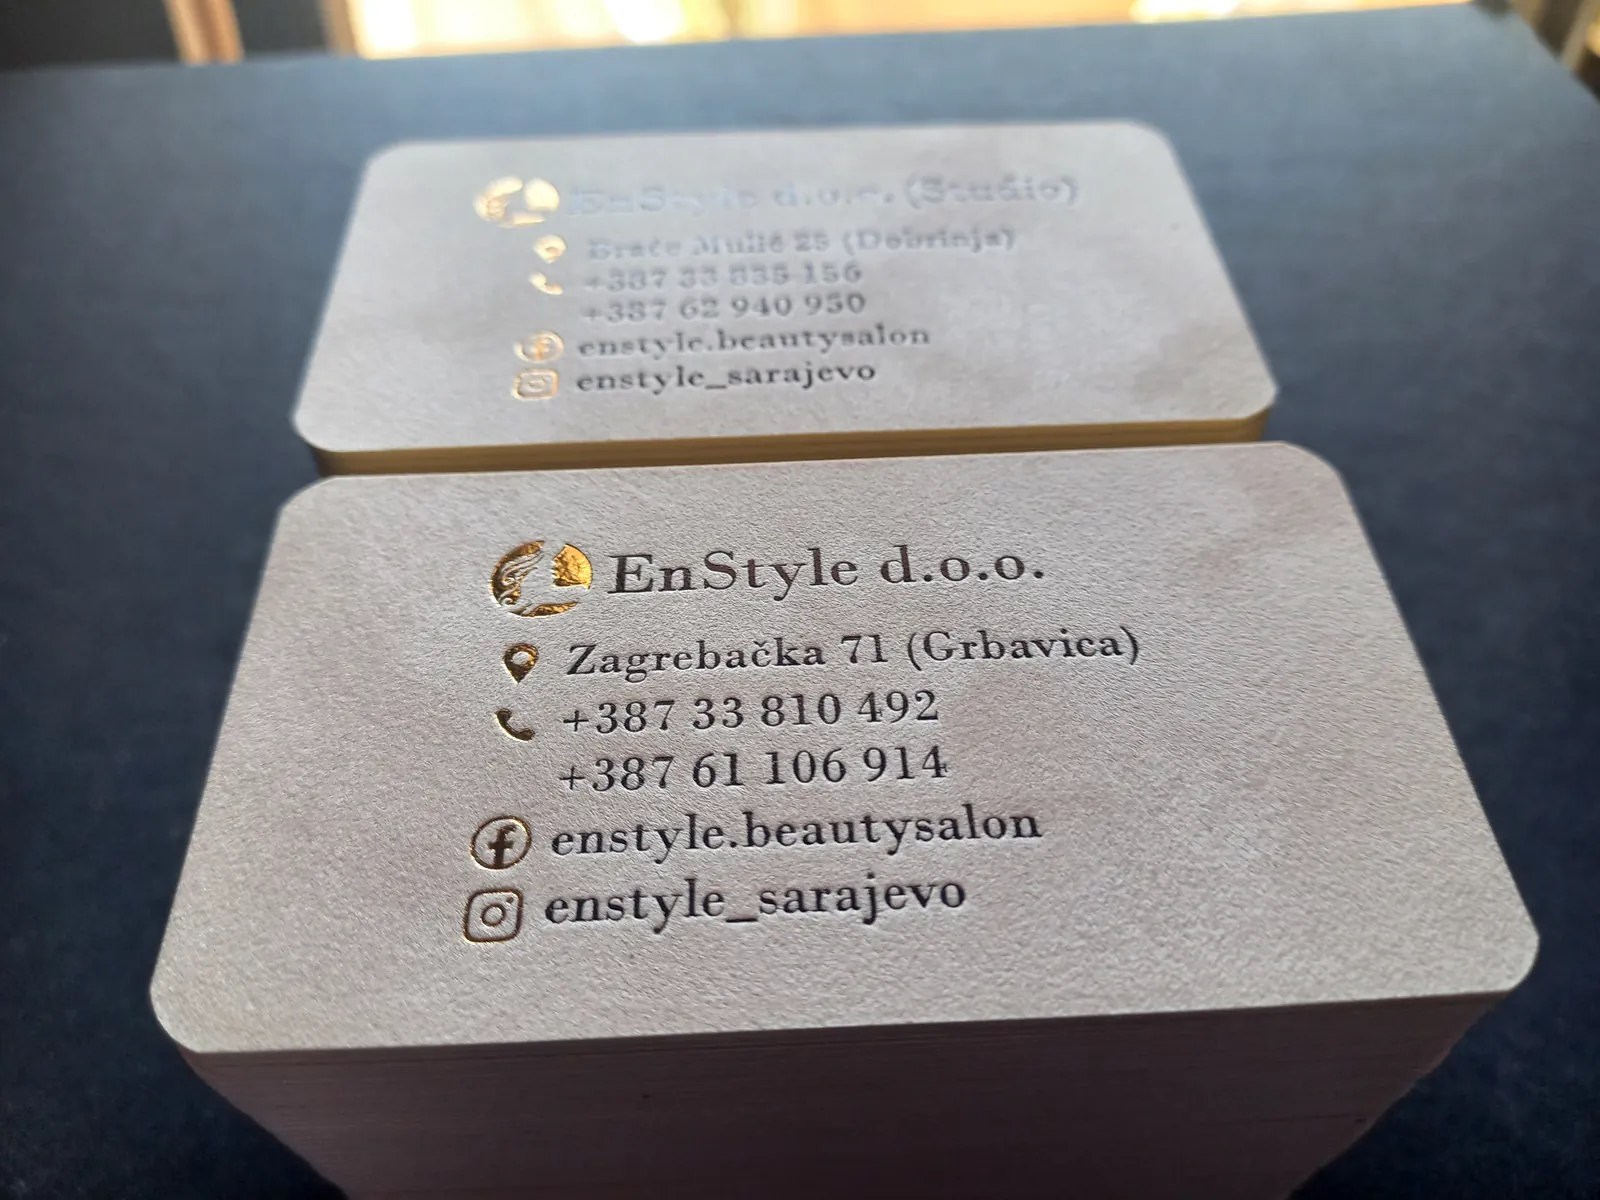 EnStyle d.o.o. (Studio)
Braće Mulić 25 (Dobrinja)
+387 33 835 156
+387 62 940 950
enstyle.beautysalon
enstyle_sarajevo
EnStyle d.o.o.
Zagrebačka 71 (Grbavica)
+387 33 810 492
+387 61 106 914
enstyle.beautysalon
enstyle_sarajevo